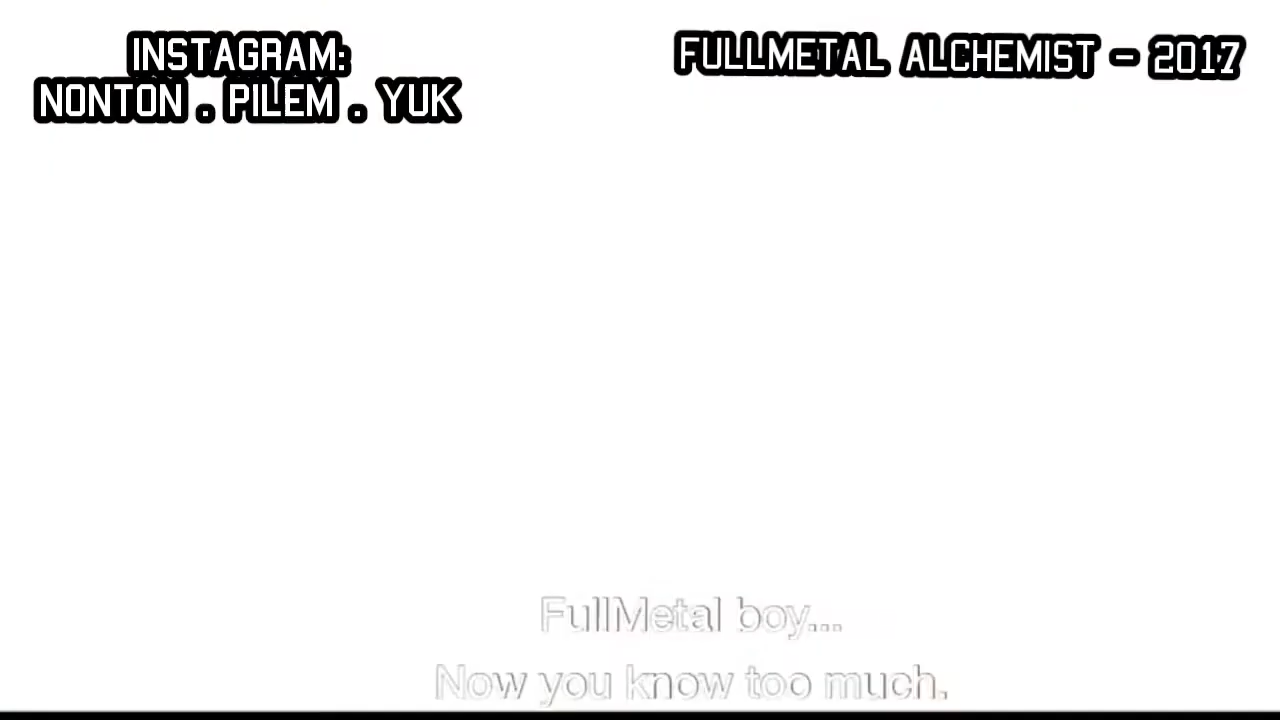 INSTAGRAM:
NONTON . PILEM . YUK
FULLMETAL ALCHEMIST - 2017
FullMetal boy...
Now you know too much.